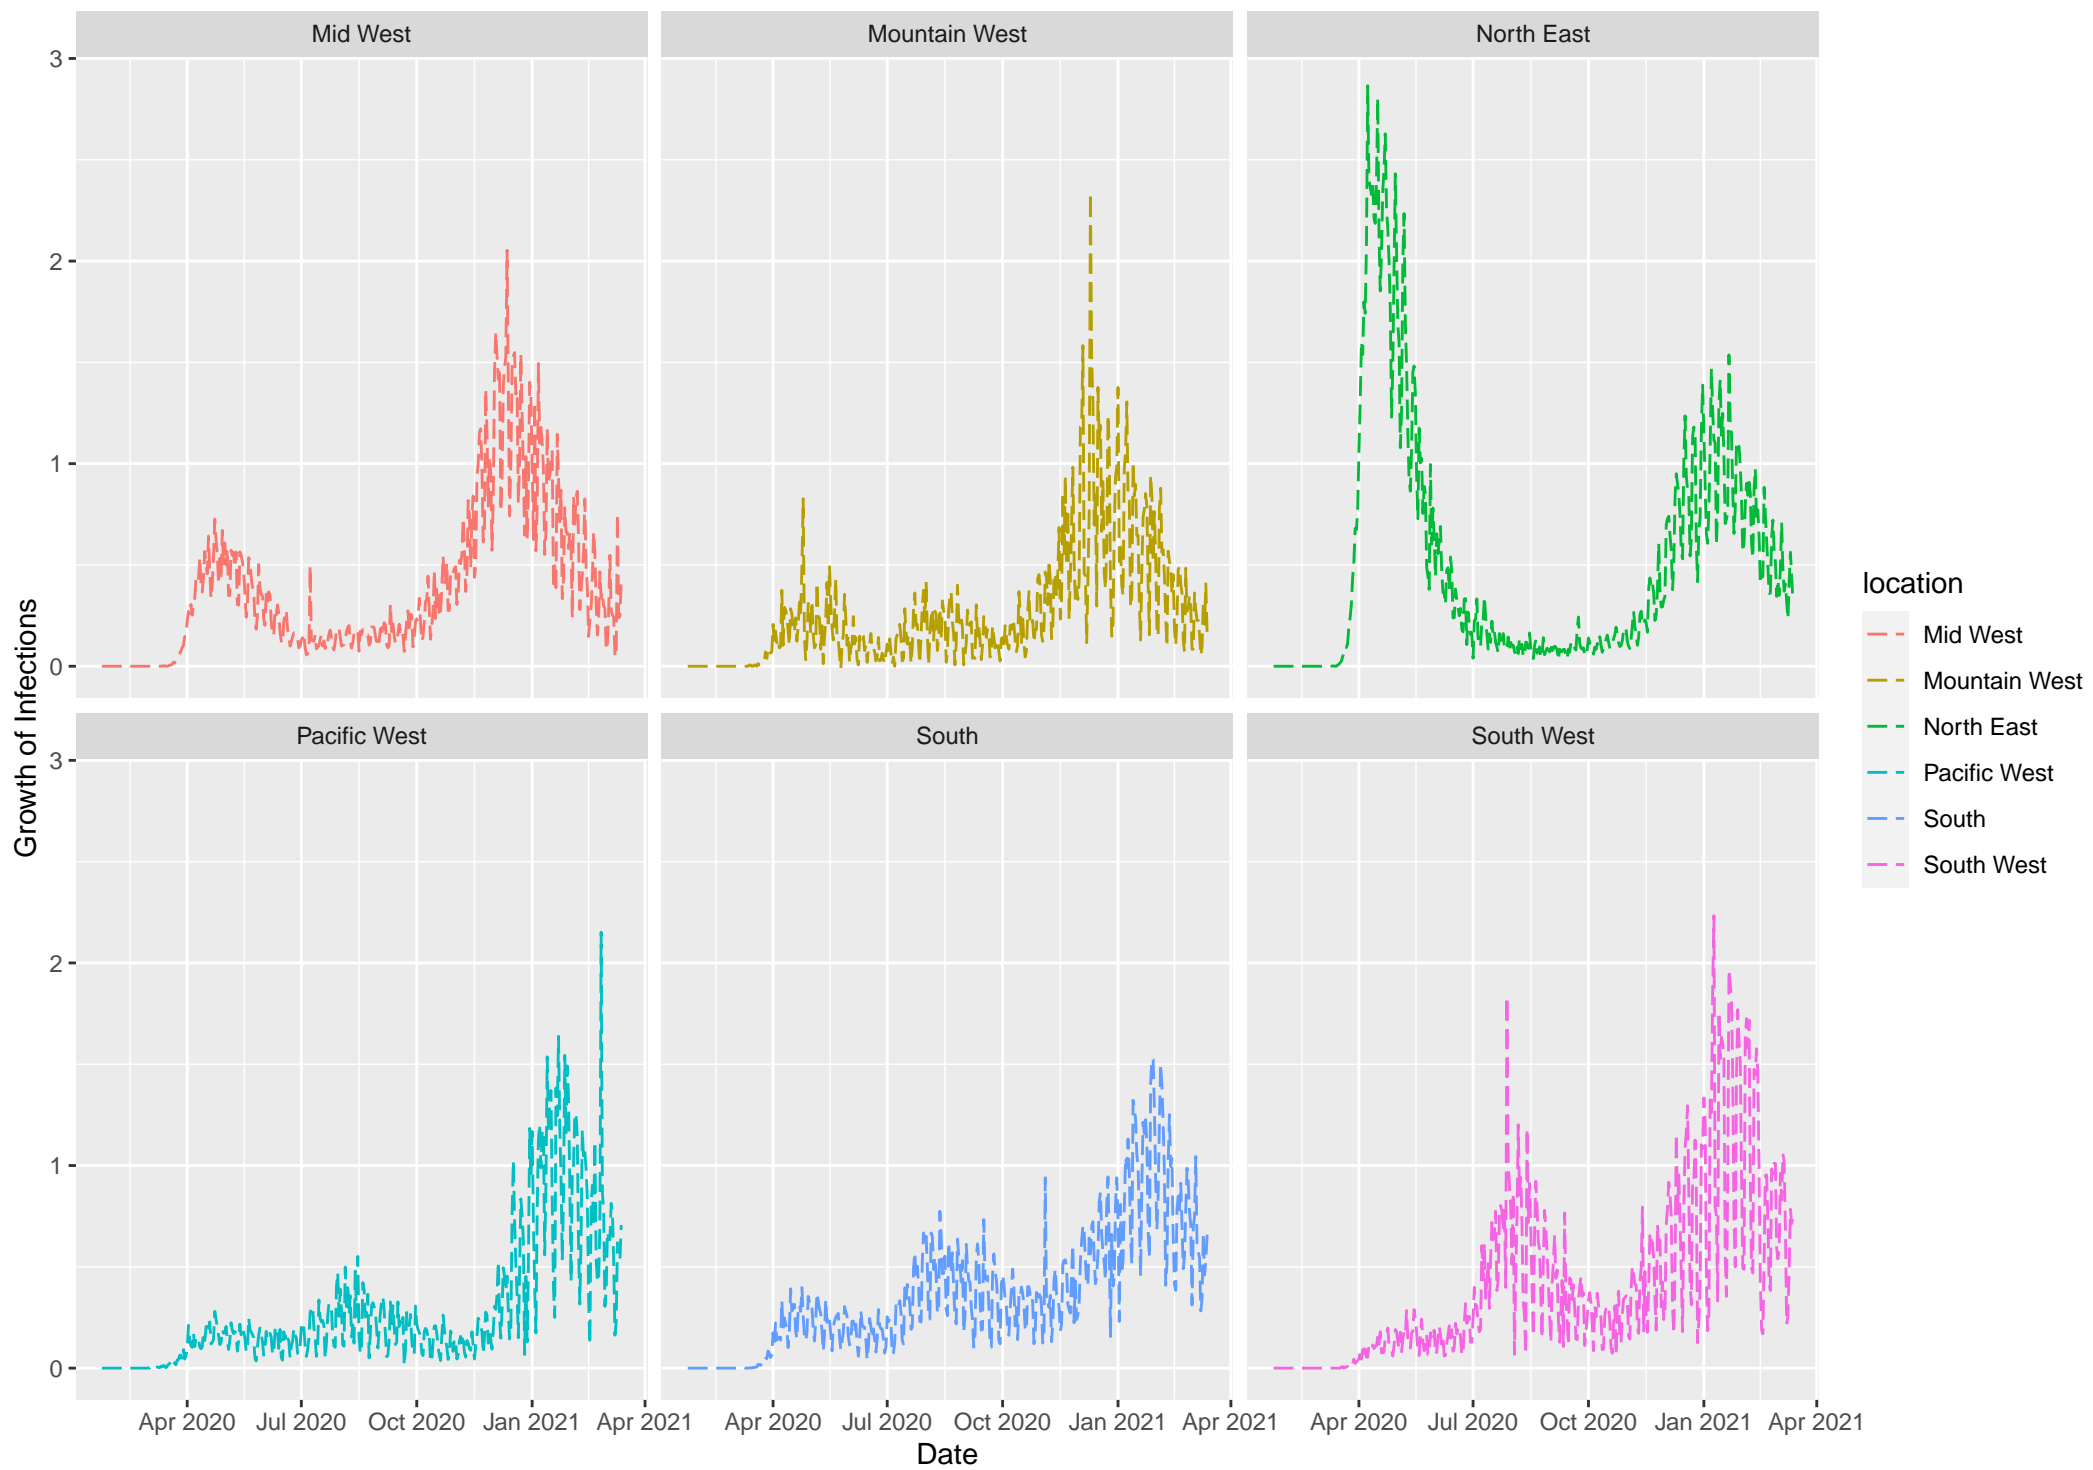 Mid West
Mountain West
North East
3
2
1
0
Pacific West
South
South West
3
2
1
0
Growth of Infections
Apr 2020 Jul 2020 Oct 2020 Jan 2021 Apr 2021
Apr 2020 Jul 2020 Oct 2020 Jan 2021 Apr 2021
Apr 2020 Jul 2020 Oct 2020 Jan 2021 Apr 2021
Date
location
Mid West
Mountain West
North East
Pacific West
South
South West